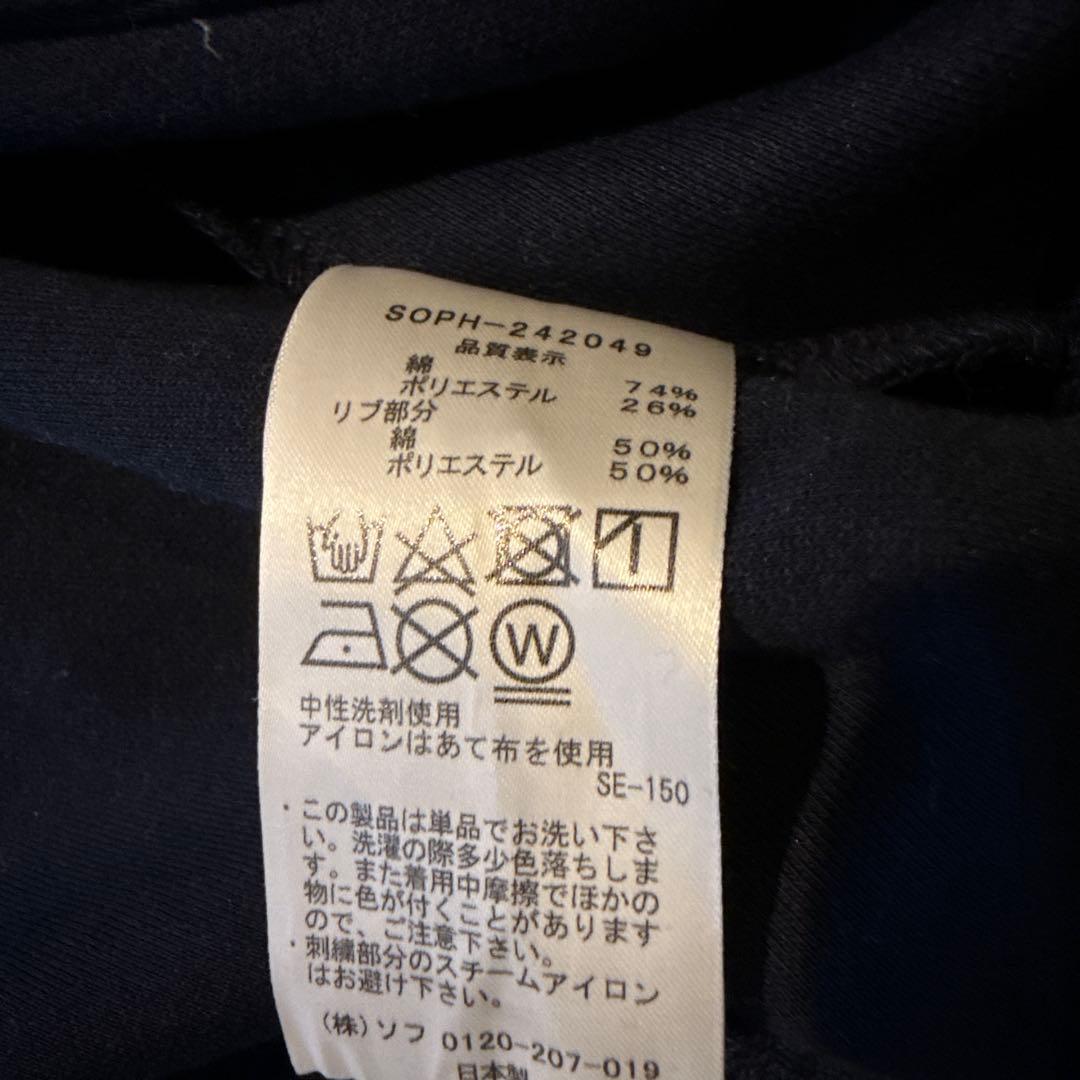 SOPH-242049
品質表示
綿 74%
ポリエステル 26%
リブ部分
綿 50%
ポリエステル 50%
W
中性洗剤使用
アイロンはあて布を使用
SE-150
・この製品は単品でお洗い下さ
い。洗濯の際多少色落ちしま
す。また着用中摩擦でほかの
物に色が付くことがあります
ので、ご注意下さい。
・刺繍部分のスチームアイロン
はお避け下さい。
(株)ソフ 0120-207-019
日本製